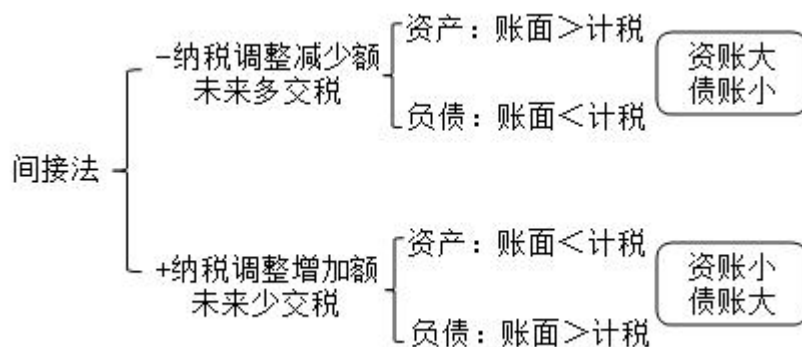 间接法
-纳税调整减少额
未来多交税
资产：账面＞计税
负债：账面＜计税
资账大
债账小
+纳税调整增加额
未来少交税
资产：账面＜计税
负债：账面＞计税
资账小
债账大